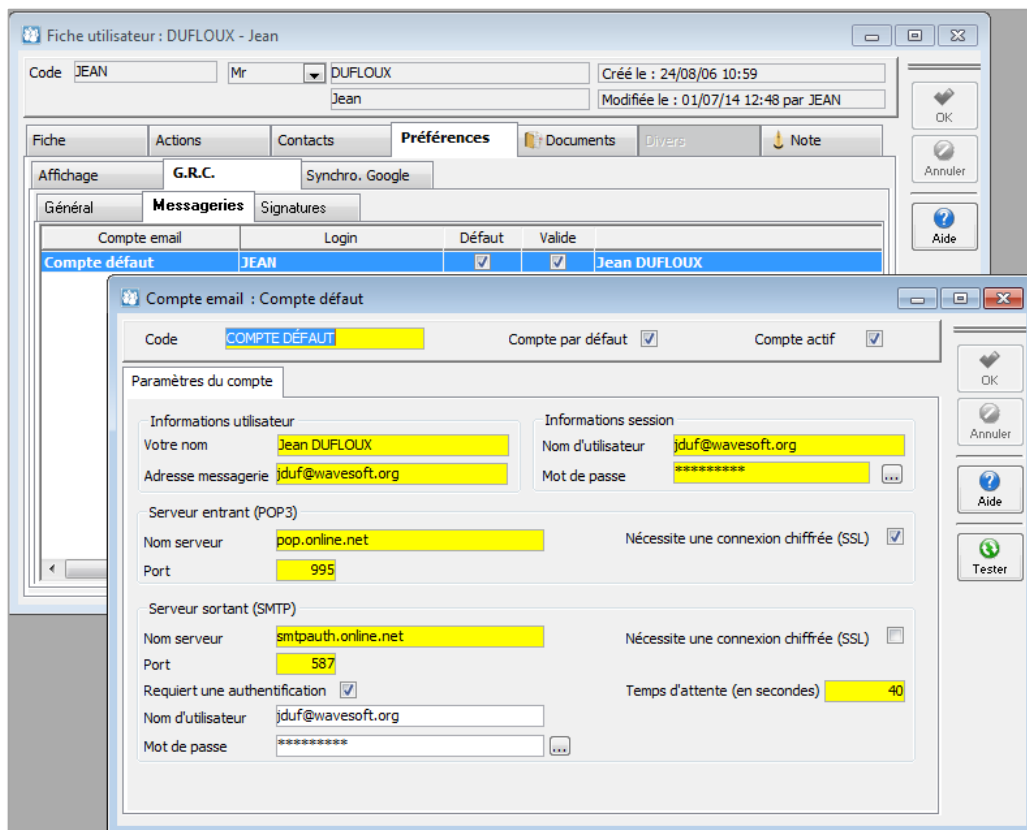 Fiche utilisateur : DUFLOUX - Jean
Code JEAN Mr DUFLOUX Créé le : 24/08/06 10:59
Jean Modifiée le : 01/07/14 12:48 par JEAN
OK
Annuler
Aide
Fiche Actions Contacts Préférences Documents Divers Note
Affichage G.R.C. Synchro. Google
Général Messageries Signatures
Compte email Login Défaut Valide
Compte défaut JEAN Jean DUFLOUX
Compte email : Compte défaut
Code COMPTE DÉFAUT Compte par défaut Compte actif
OK
Annuler
Aide
Tester
Paramètres du compte
Informations utilisateur Informations session
Votre nom Jean DUFLOUX Nom d'utilisateur jduf@wavesoft.org
Adresse messagerie jduf@wavesoft.org Mot de passe ********* ...
Serveur entrant (POP3)
Nom serveur pop.online.net Nécessite une connexion chiffrée (SSL)
Port 995
Serveur sortant (SMTP)
Nom serveur smtpauth.online.net Nécessite une connexion chiffrée (SSL)
Port 587
Requiert une authentification Temps d'attente (en secondes) 40
Nom d'utilisateur jduf@wavesoft.org
Mot de passe ********* ...